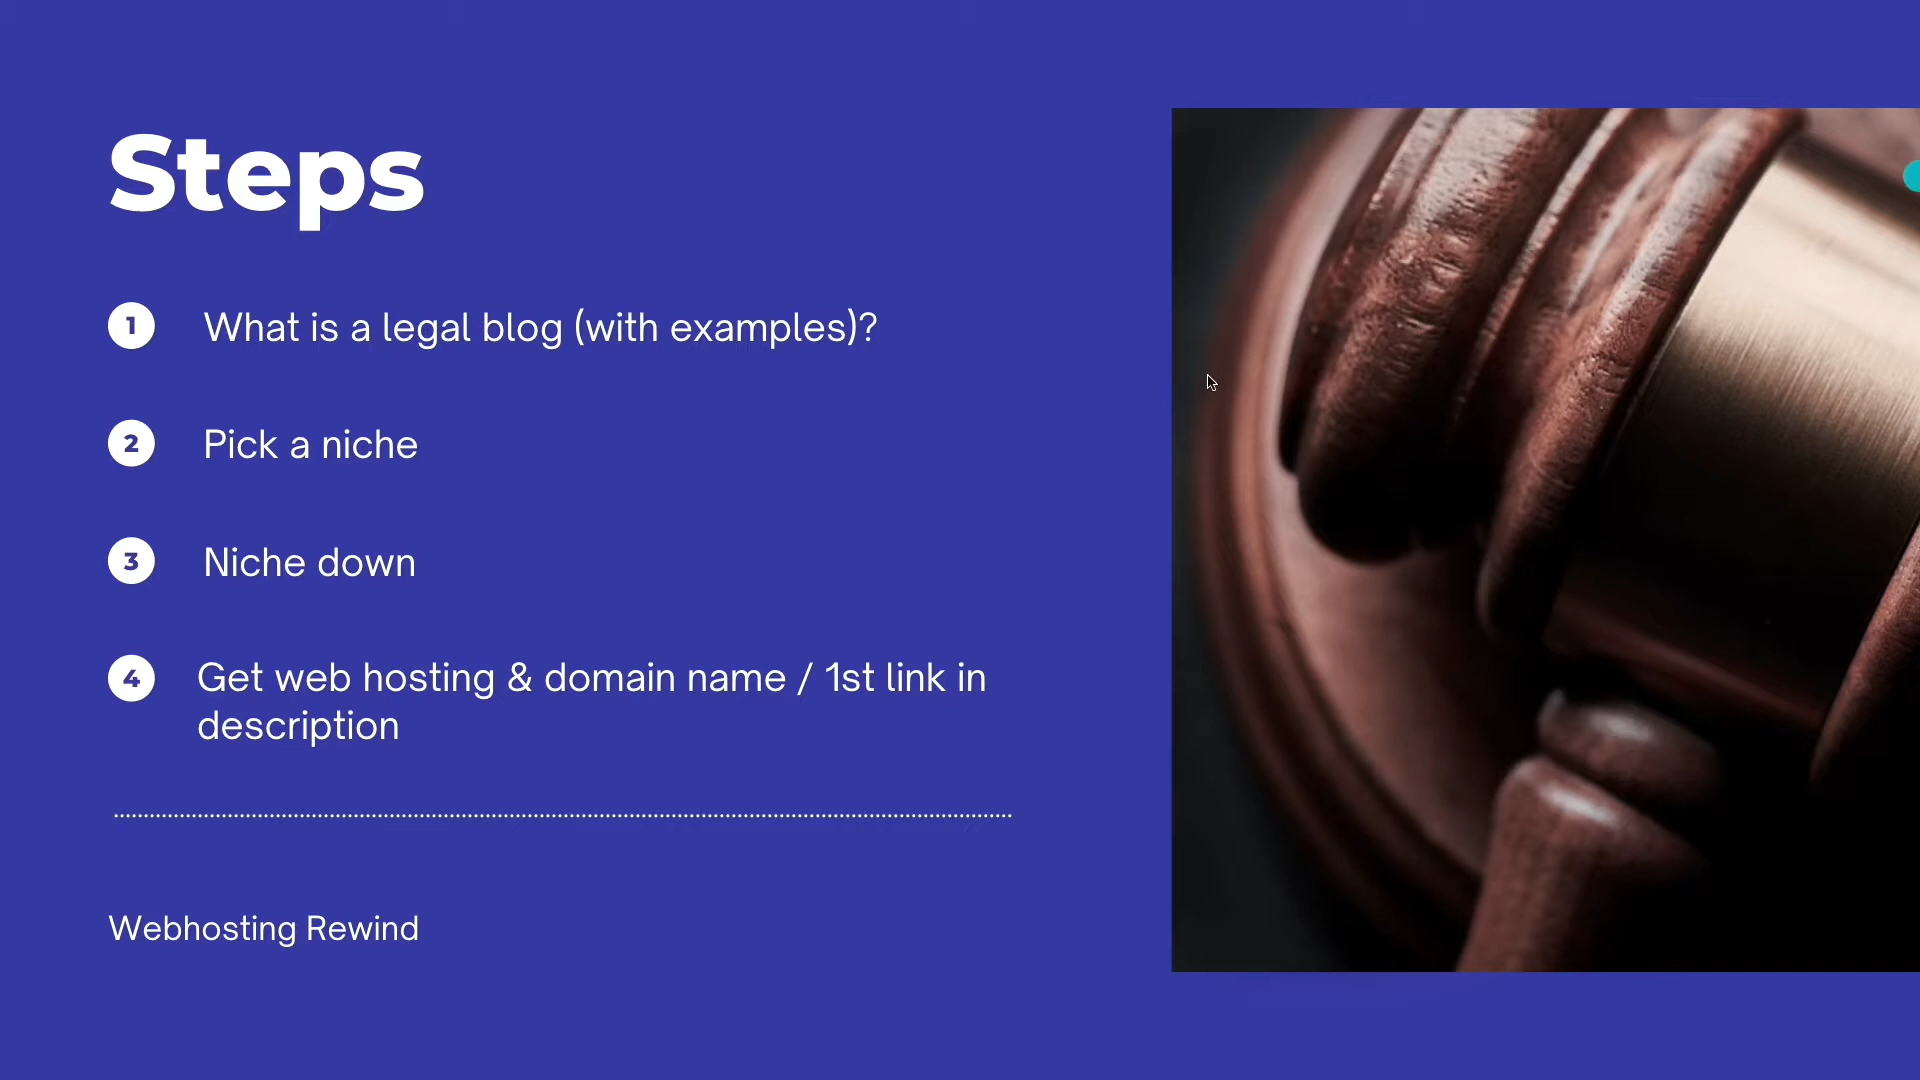 Steps
1 What is a legal blog (with examples)?
2 Pick a niche
3 Niche down
4 Get web hosting & domain name / 1st link in
description
Webhosting Rewind